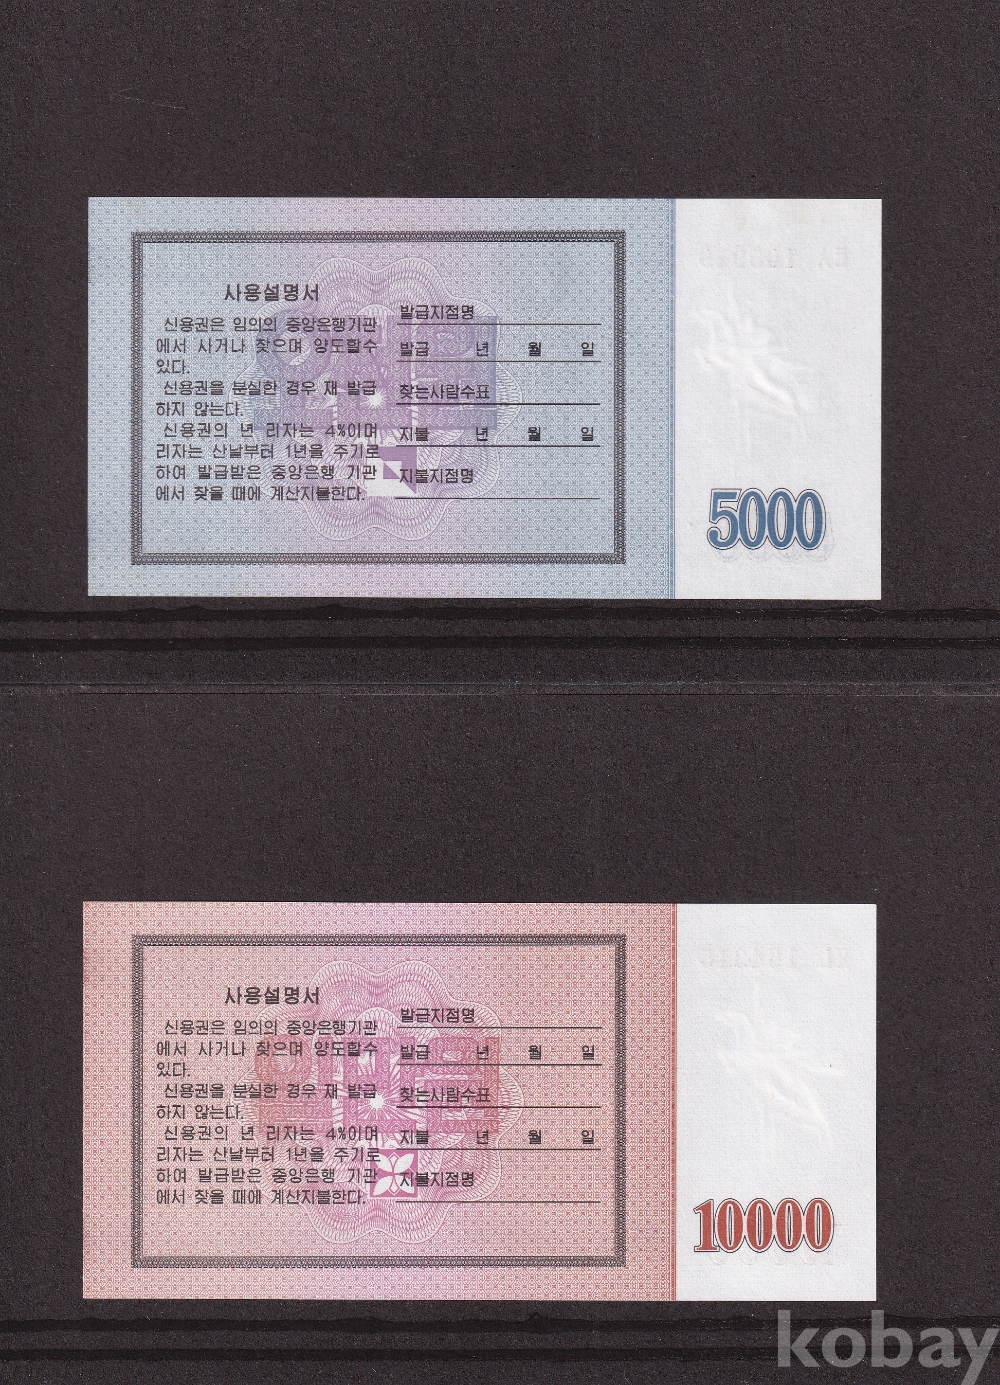 사용설명서
신용권은 임의의 중앙은행기관
에서 사거나 찾으며 양도할수
있다.
신용권을 분실한 경우 재 발급
하지 않는다.
신용권의 년 리자는 4%이며
리자는 산날부터 1년을 주기로
하여 발급받은 중앙은행 기관
에서 찾을 때에 계산지불한다.
발급지점명
발급 년 월 일
찾는사람수표
지불 년 월 일
지불지점명
5000
사용설명서
신용권은 임의의 중앙은행기관
에서 사거나 찾으며 양도할수
있다.
신용권을 분실한 경우 재 발급
하지 않는다.
신용권의 년 리자는 4%이며
리자는 산날부터 1년을 주기로
하여 발급받은 중앙은행 기관
에서 찾을 때에 계산지불한다.
발급지점명
발급 년 월 일
찾는사람수표
지불 년 월 일
지불지점명
10000
kobay